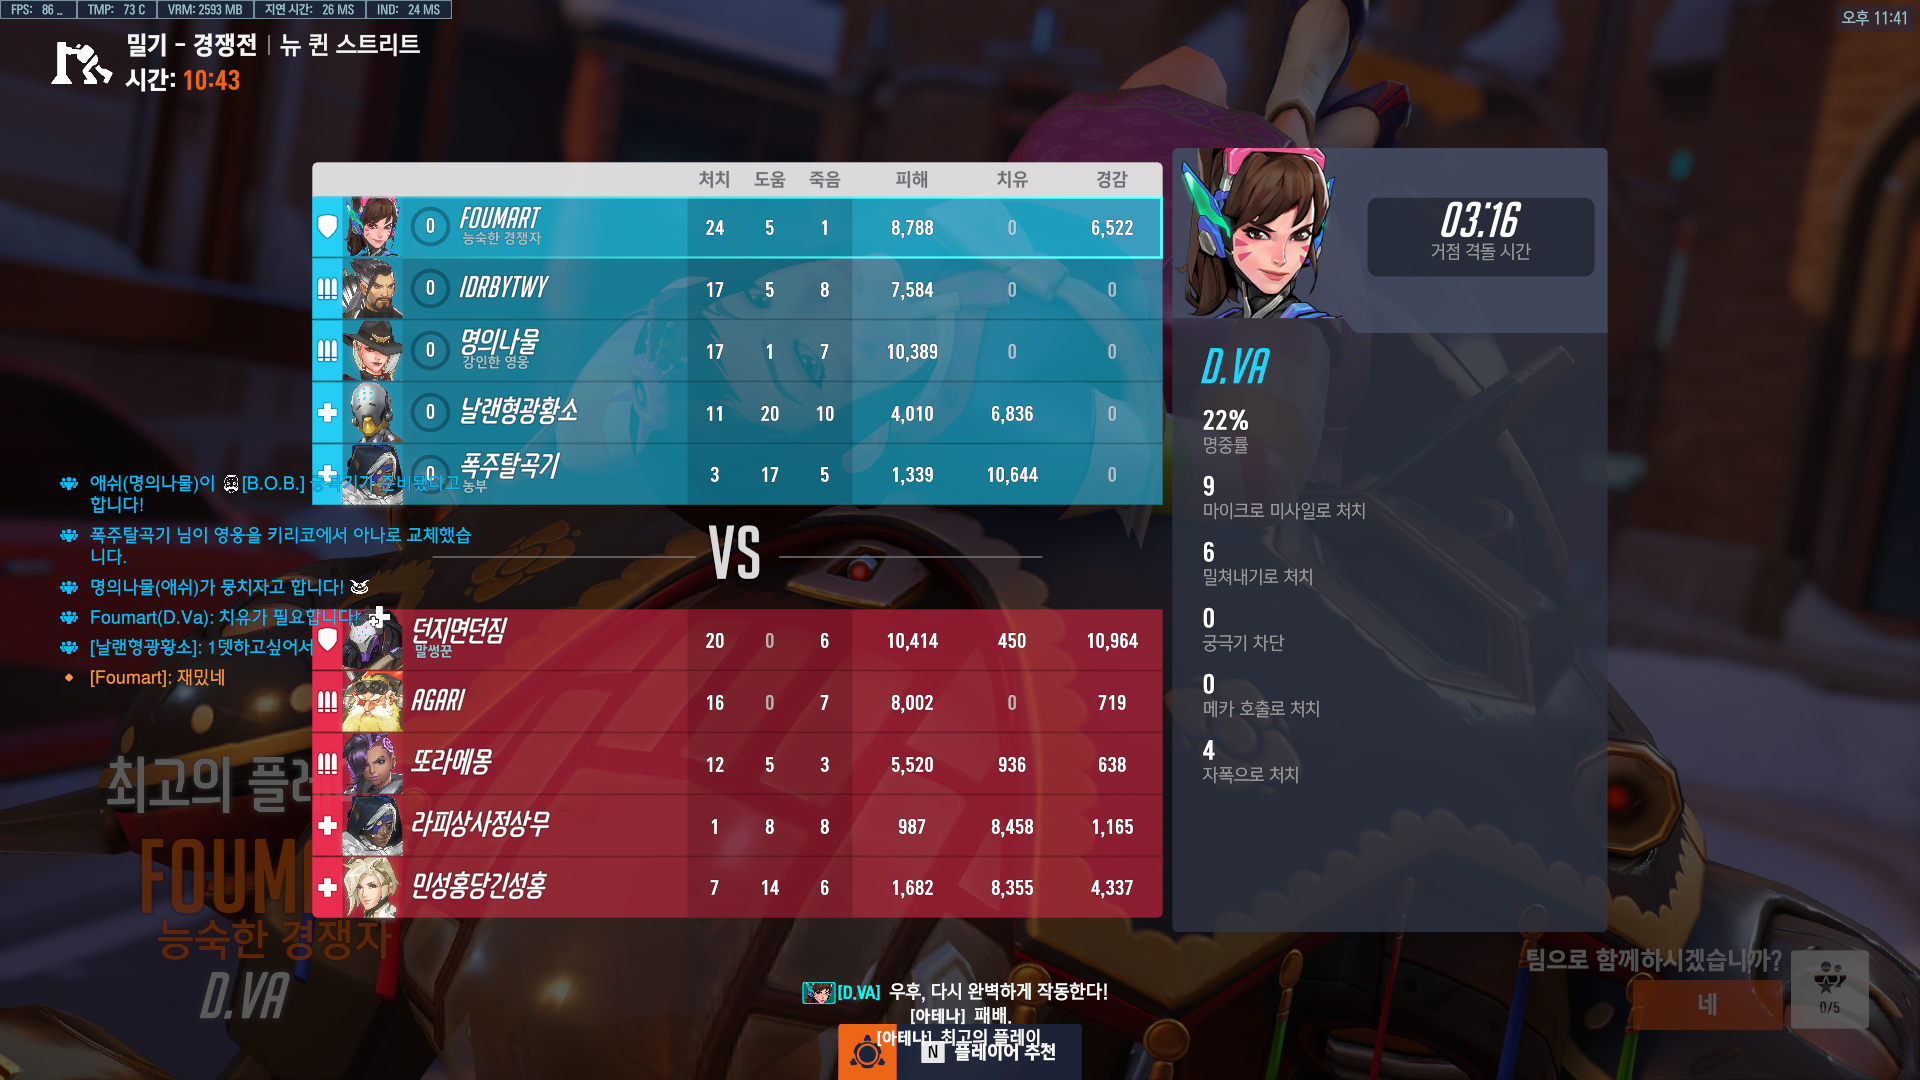 FPS: 86 .. TMP: 73 C VRM: 2593 MB 지연 시간: 26 MS IND: 24 MS
오후 11:41
밀기 - 경쟁전 | 뉴 퀸 스트리트
시간: 10:43
처치 도움 죽음 피해 치유 경감
0 FOUMART 24 5 1 8,788 0 6,522
능숙한 경쟁자
0 IDRBYTWY 17 5 8 7,584 0 0
0 명의나물 17 1 7 10,389 0 0
강인한 영웅
0 날랜형광황소 11 20 10 4,010 6,836 0
0 폭주탈곡기 3 17 5 1,339 10,644 0
농부
VS
던지면던짐 20 0 6 10,414 450 10,964
말썽꾼
AGARI 16 0 7 8,002 0 719
또라에몽 12 5 3 5,520 936 638
라피상사정상무 1 8 8 987 8,458 1,165
민성홍당긴성홍 7 14 6 1,682 8,355 4,337
03:16
거점 격돌 시간
D.VA
22%
명중률
9
마이크로 미사일로 처치
6
밀쳐내기로 처치
0
궁극기 차단
0
메카 호출로 처치
4
자폭으로 처치
애쉬(명의나물)이 [B.O.B.] 궁극기가 준비됐다고
합니다!
폭주탈곡기 님이 영웅을 키리코에서 아나로 교체했습
니다.
명의나물(애쉬)가 뭉치자고 합니다!
Foumart(D.Va): 치유가 필요합니다!
[날랜형광황소]: 1뎃하고싶어서
[Foumart]: 재밌네
최고의 플레
FOUM
능숙한 경쟁자
D.VA
[D.VA] 우후, 다시 완벽하게 작동한다!
[아테나] 패배.
[아테나] 최고의 플레이.
N 플레이어 추천
팀으로 함께하시겠습니까?
네
0/5